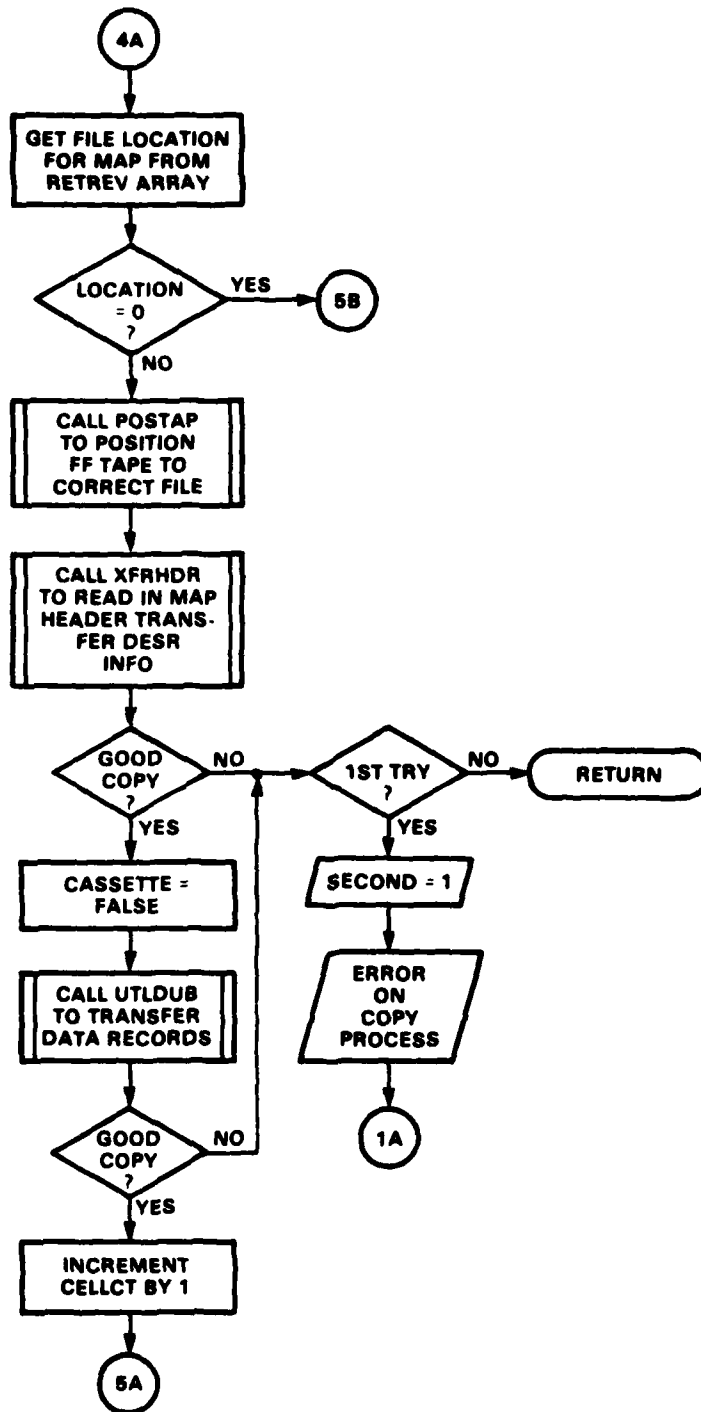 4A
GET FILE LOCATION
FOR MAP FROM
RETREV ARRAY
LOCATION
= 0
?
YES
5B
NO
CALL POSTAP
TO POSITION
FF TAPE TO
CORRECT FILE
CALL XFRHDR
TO READ IN MAP
HEADER TRANS-
FER DESR
INFO
GOOD
COPY
?
NO
1ST TRY
?
NO
RETURN
YES
YES
CASSETTE =
FALSE
SECOND = 1
CALL UTLDUB
TO TRANSFER
DATA RECORDS
ERROR
ON
COPY
PROCESS
GOOD
COPY
?
NO
1A
YES
INCREMENT
CELLCT BY 1
5A